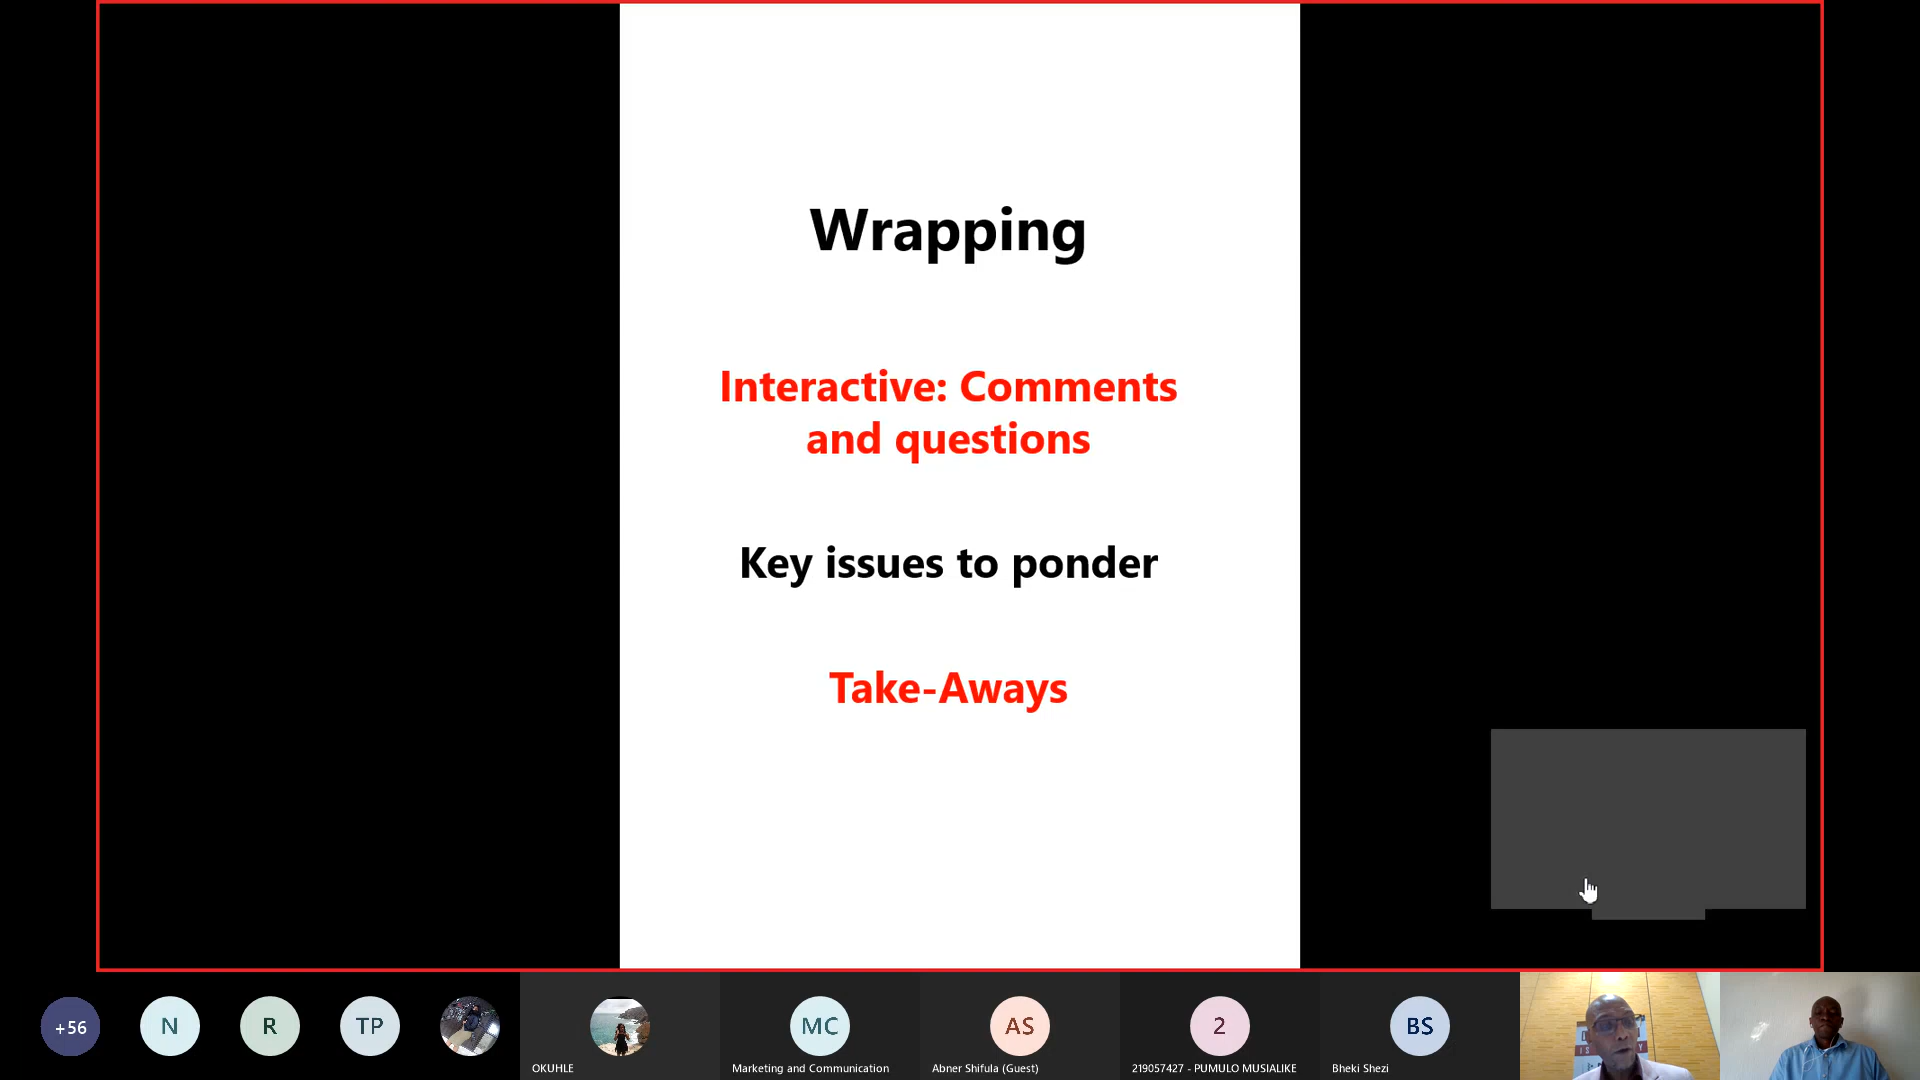 Wrapping
Interactive: Comments
and questions
Key issues to ponder
Take-Aways
+56
N
R
TP
OKUHLE
MC
Marketing and Communication
AS
Abner Shifula (Guest)
2
219057427 - PUMULO MUSIALIKE
BS
Bheki Shezi